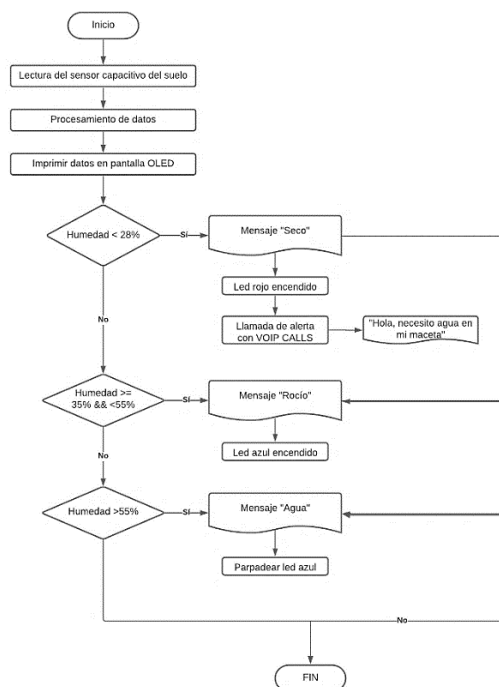 Inicio
Lectura del sensor capacitivo del suelo
Procesamiento de datos
Imprimir datos en pantalla OLED
Humedad < 28%
Sí
Mensaje "Seco"
Led rojo encendido
No
Llamada de alerta
con VOIP CALLS
"Hola, necesito agua en
mi maceta"
Humedad >=
35% && <55%
Sí
Mensaje "Rocío"
No
Led azul encendido
Humedad >55%
Sí
Mensaje "Agua"
Parpadear led azul
No
FIN